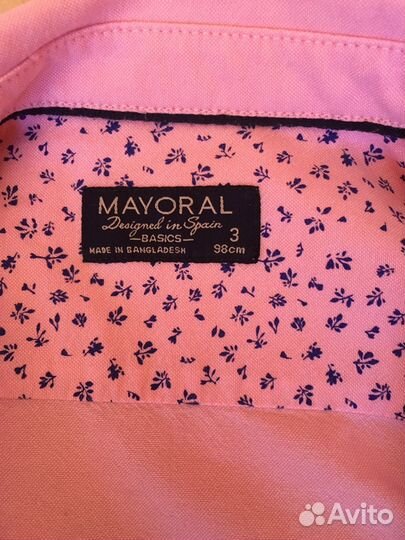 MAYORAL
Designed in Spain
—BASICS— 3
MADE IN BANGLADESH 98cm
Avito